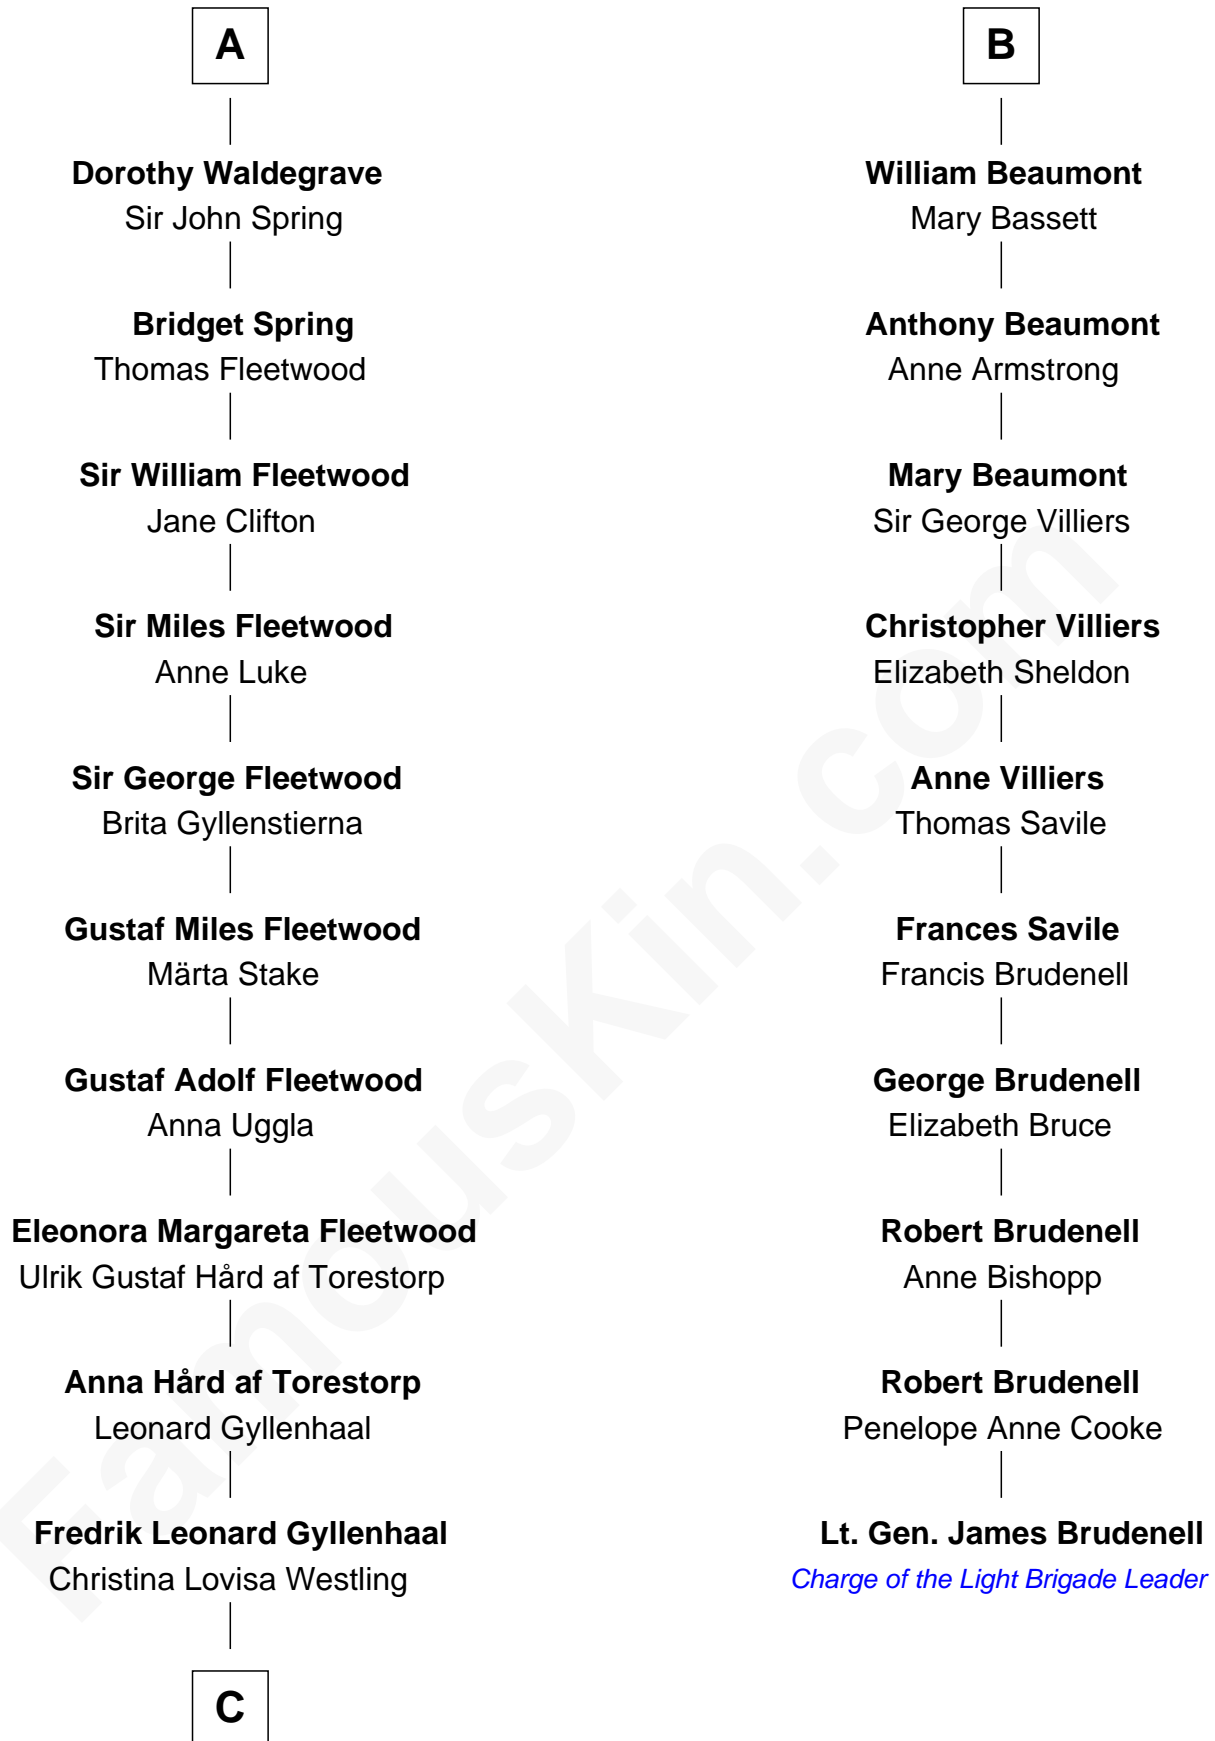 A
Dorothy Waldegrave
Sir John Spring
Bridget Spring
Thomas Fleetwood
Sir William Fleetwood
Jane Clifton
Sir Miles Fleetwood
Anne Luke
Sir George Fleetwood
Brita Gyllenstierna
Gustaf Miles Fleetwood
Märta Stake
Gustaf Adolf Fleetwood
Anna Uggla
Eleonora Margareta Fleetwood
Ulrik Gustaf Hård af Torestorp
Anna Hård af Torestorp
Leonard Gyllenhaal
Fredrik Leonard Gyllenhaal
Christina Lovisa Westling
C
B
William Beaumont
Mary Bassett
Anthony Beaumont
Anne Armstrong
Mary Beaumont
Sir George Villiers
Christopher Villiers
Elizabeth Sheldon
Anne Villiers
Thomas Savile
Frances Savile
Francis Brudenell
George Brudenell
Elizabeth Bruce
Robert Brudenell
Anne Bishopp
Robert Brudenell
Penelope Anne Cooke
Lt. Gen. James Brudenell
Charge of the Light Brigade Leader
FamousKin.com